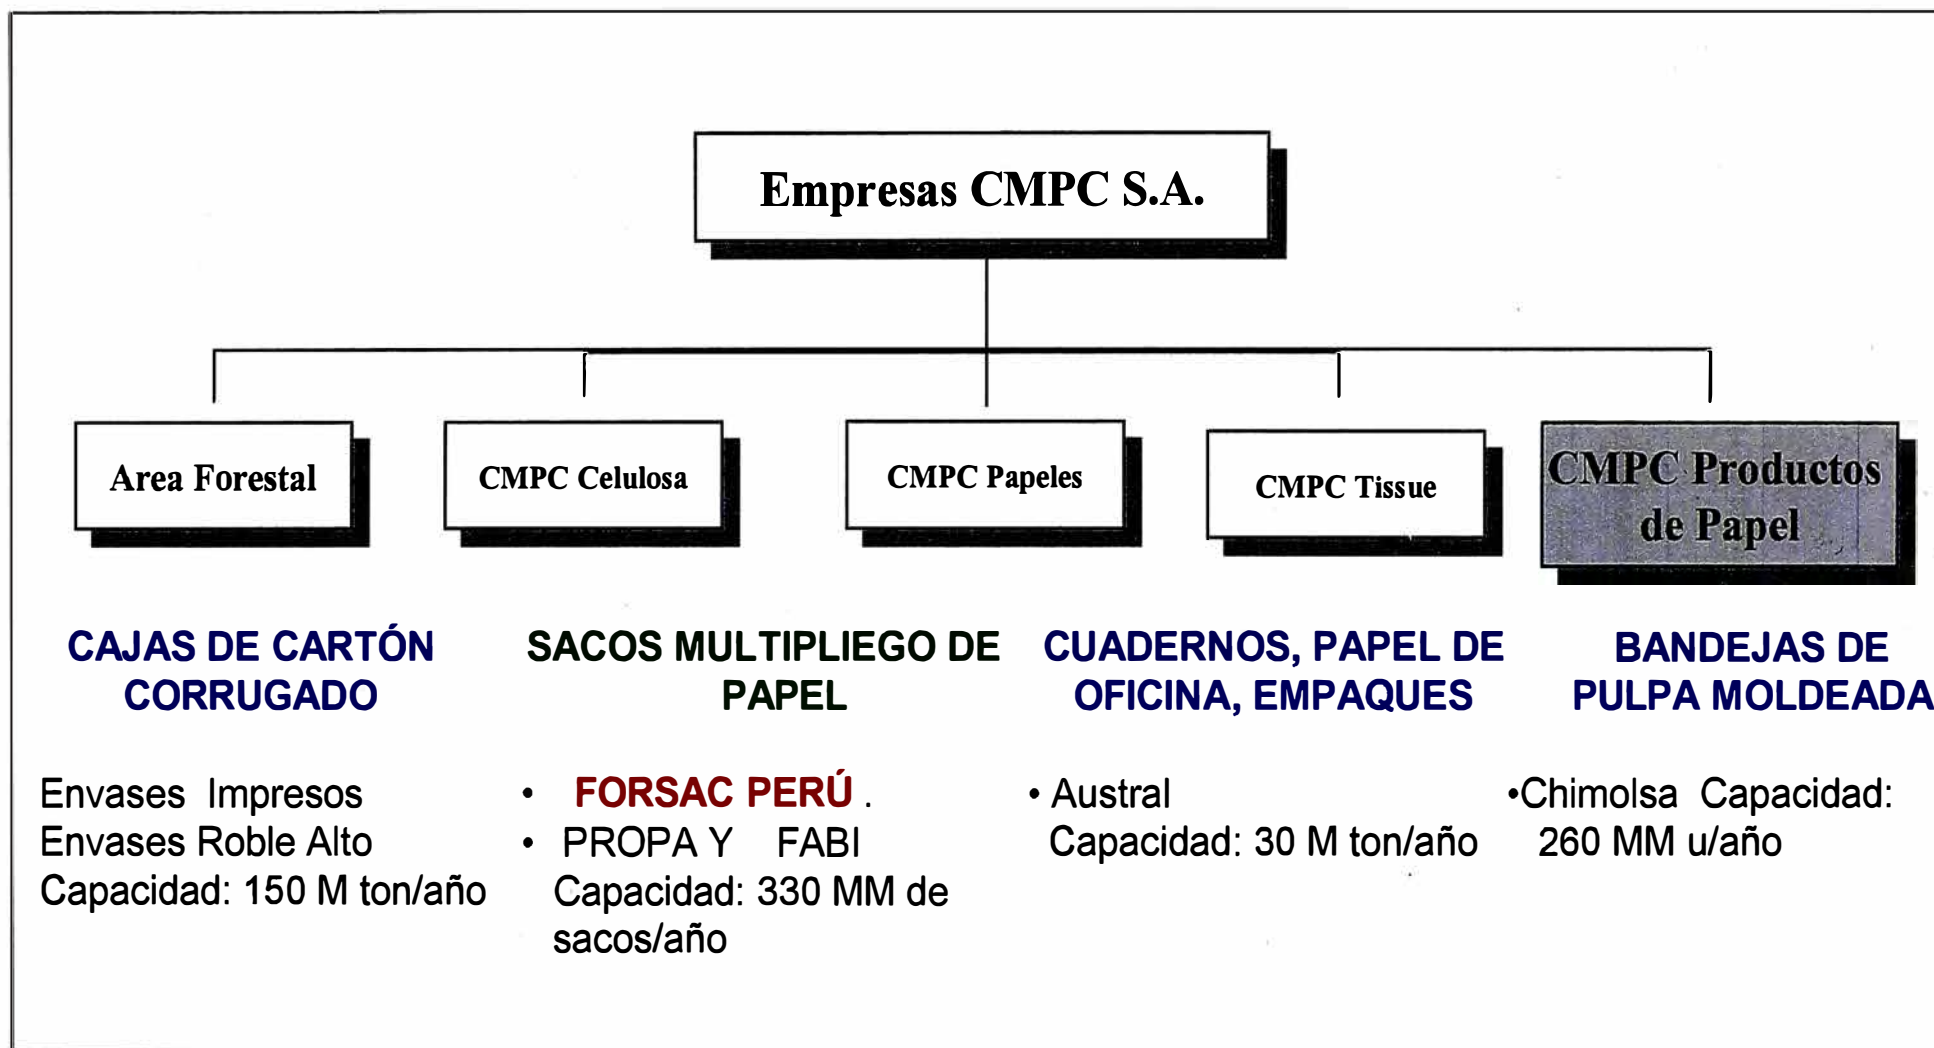 Empresas CMPC S.A.
Area Forestal
CMPC Celulosa
CMPC Papeles
CMPC Tissue
CMPC Productos
de Papel
CAJAS DE CARTÓN
CORRUGADO
Envases Impresos
Envases Roble Alto
Capacidad: 150 M ton/año
SACOS MULTIPLIEGO DE
PAPEL
• FORSAC PERÚ .
• PROPA Y FABI
Capacidad: 330 MM de
sacos/año
CUADERNOS, PAPEL DE
OFICINA, EMPAQUES
• Austral
Capacidad: 30 M ton/año
BANDEJAS DE
PULPA MOLDEADA
•Chimolsa Capacidad:
260 MM u/año